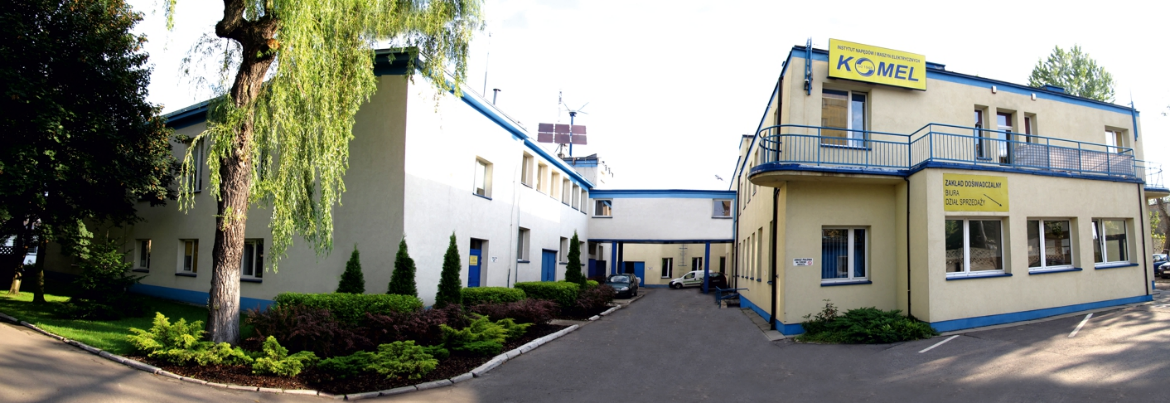 INSTYTUT NAPĘDÓW I MASZYN ELEKTRYCZNYCH
KOMEL
ZAKŁAD DOŚWIADCZALNY
BIURA
DZIAŁ SPRZEDAŻY